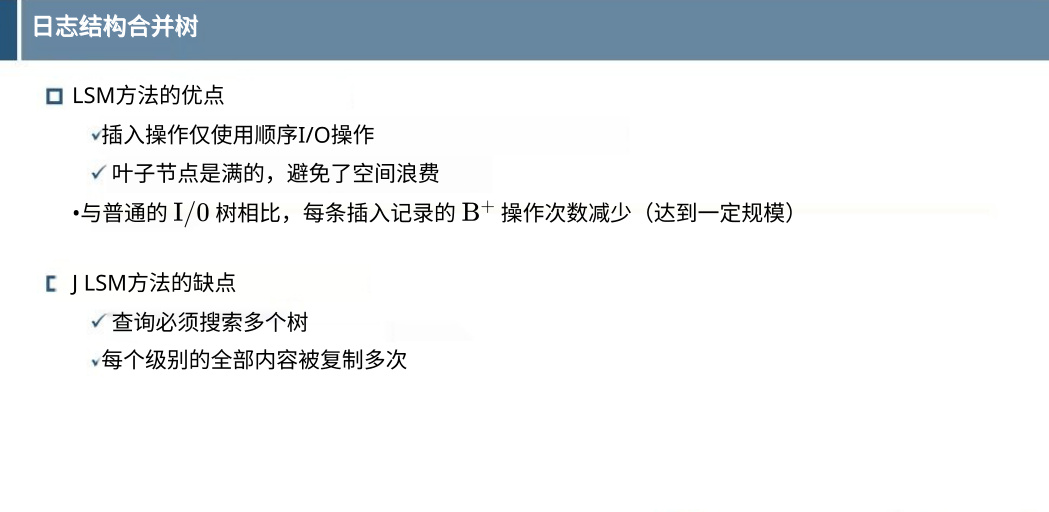 日志结构合并树
LSM方法的优点
✓插入操作仅使用顺序I/O操作
✓ 叶子节点是满的，避免了空间浪费
•与普通的 I/0 树相比，每条插入记录的 B⁺ 操作次数减少（达到一定规模）
J LSM方法的缺点
✓ 查询必须搜索多个树
✓每个级别的全部内容被复制多次